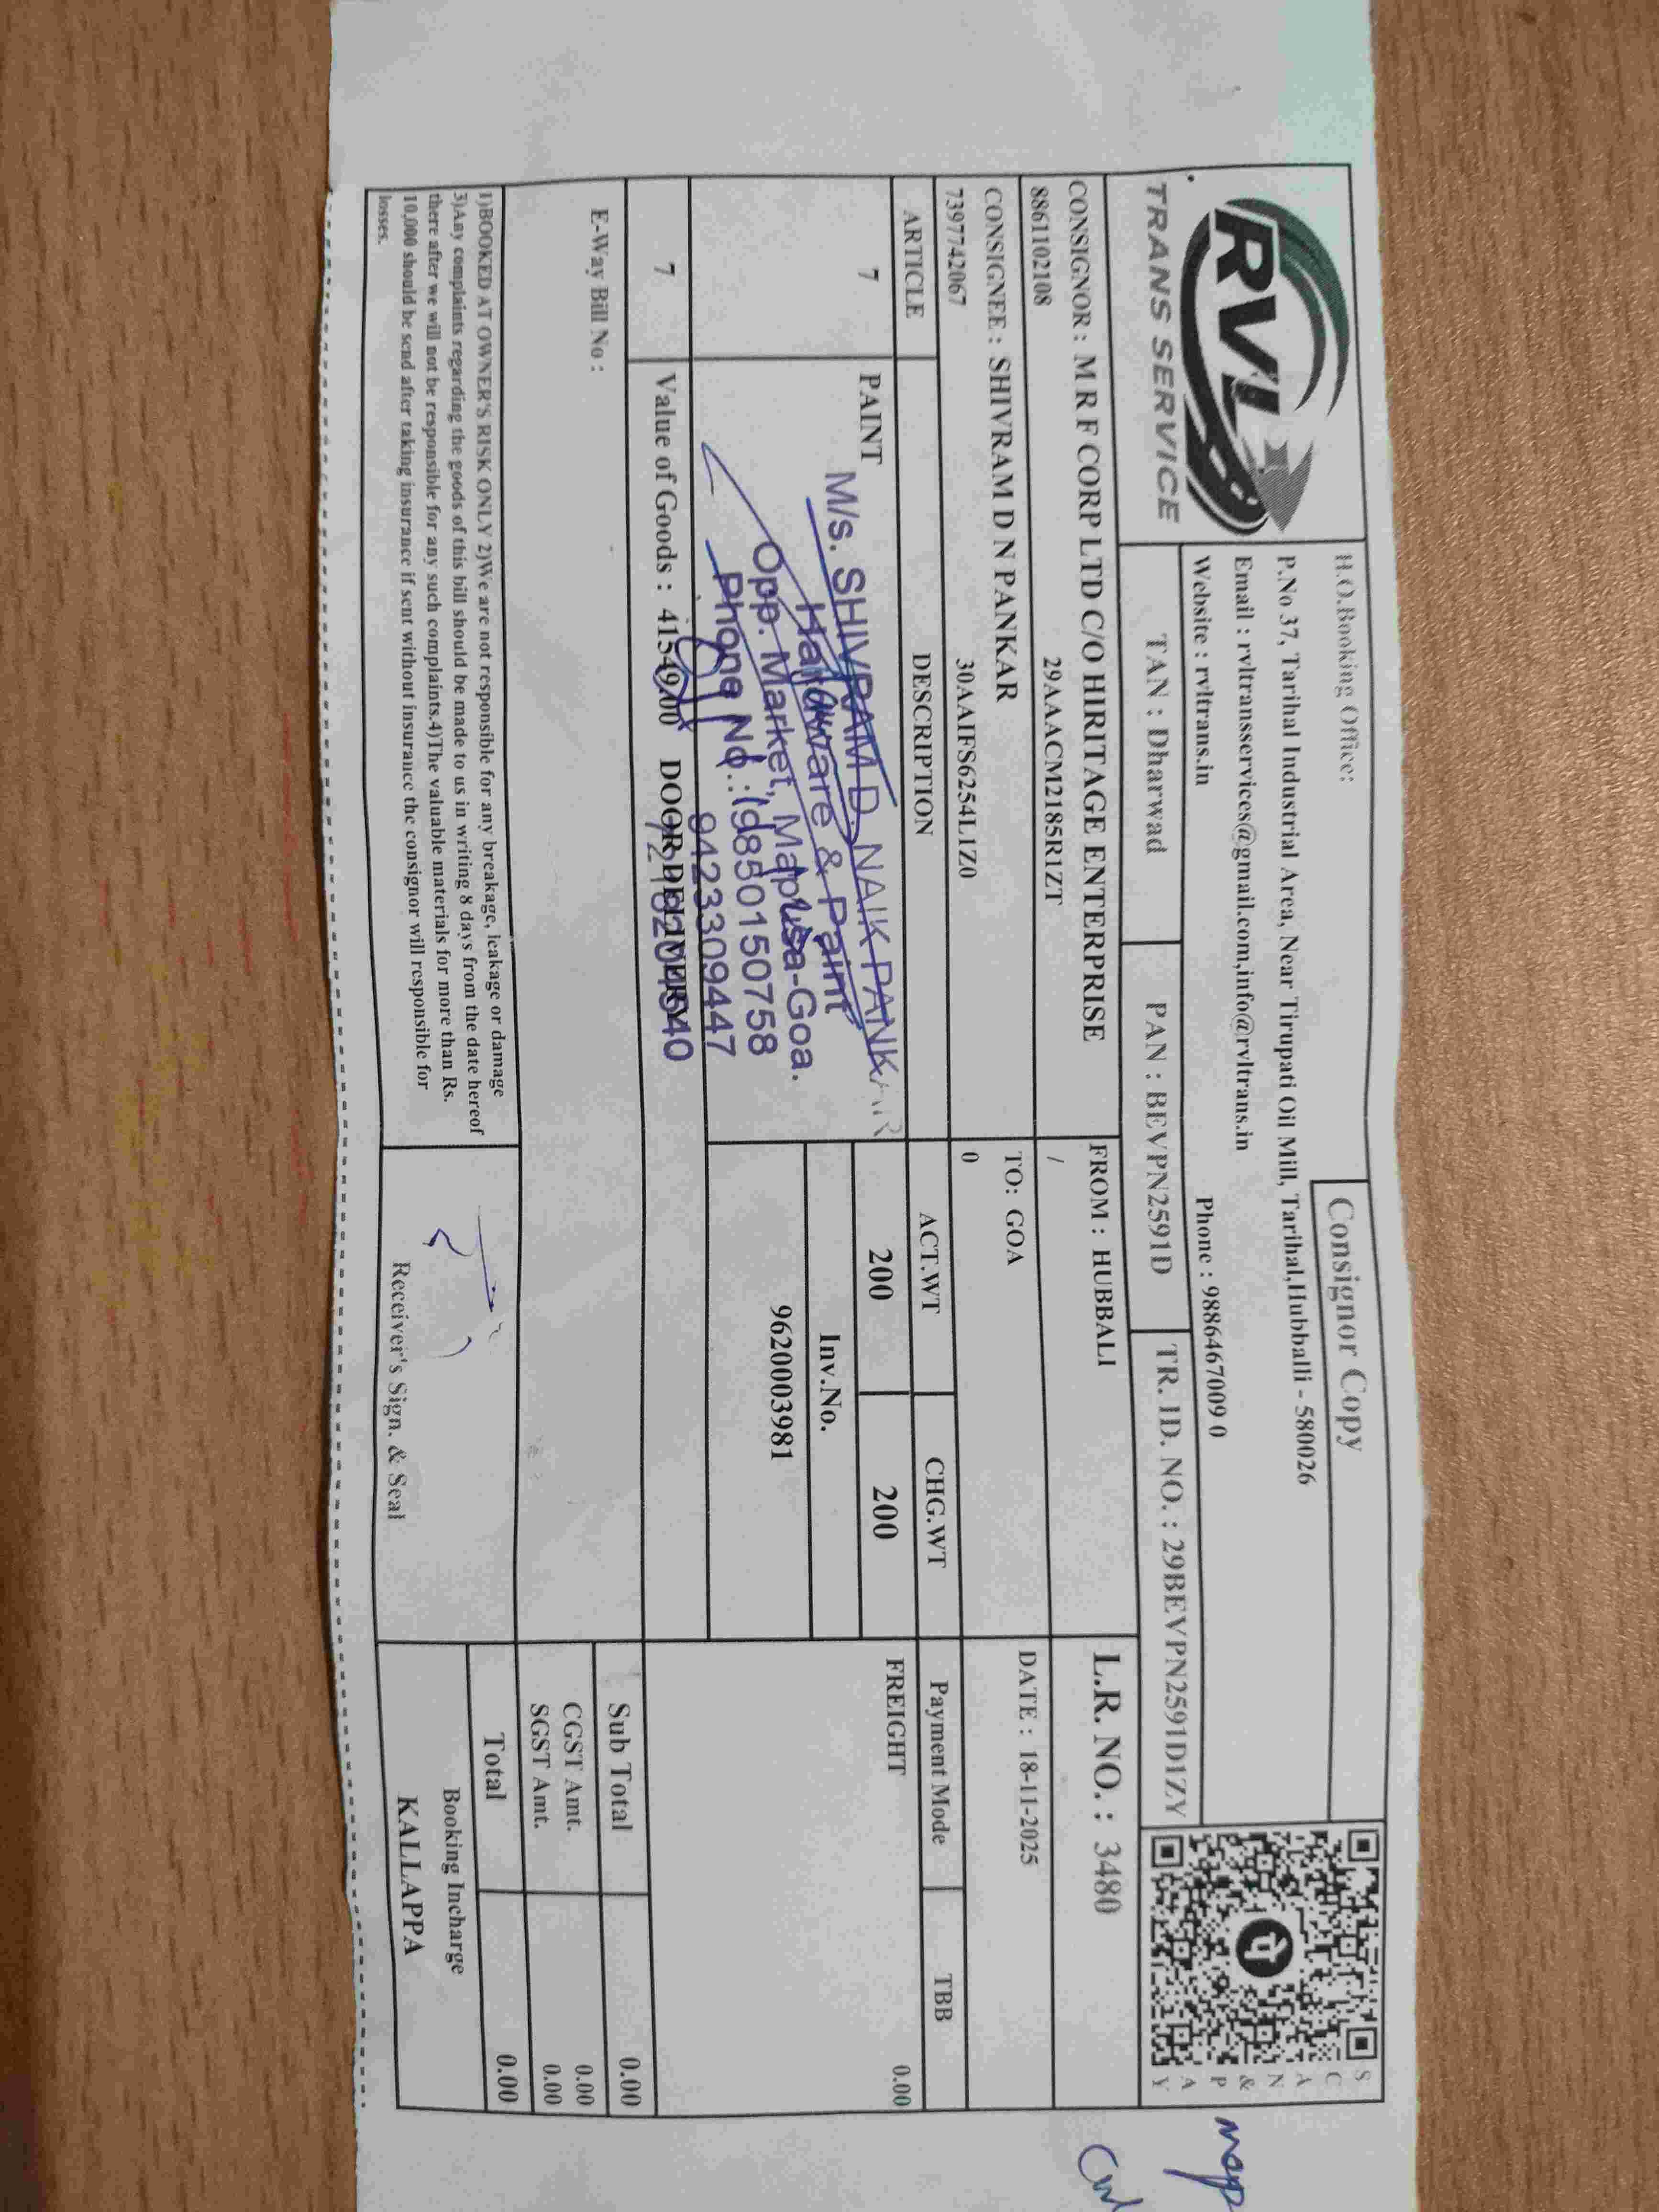 RVL
TRANS SERVICE
H.O.Booking Office:
Consignor Copy
P.No 37, Tarihal Industrial Area, Near Tirupati Oil Mill, Tarihal,Hubballi - 580026
Email : rvltransservices@gmail.com,info@rvltrans.in
Website : rvltrans.in
Phone : 9886467009 0
SCAN & PAY
TAN : Dharwad
PAN : BEVPN2591D
TR. ID. NO. : 29BEVPN2591D1ZY
CONSIGNOR : M R F CORP LTD C/O HIRITAGE ENTERPRISE
8861102108 29AAACM2185R1ZT
FROM : HUBBALI
/
L.R. NO. : 3480
CONSIGNEE : SHIVRAM D N PANKAR
7397742067 30AAIFS6254L1Z0
TO: GOA
0
DATE : 18-11-2025
ARTICLE DESCRIPTION ACT.WT CHG.WT Payment Mode TBB
7 PAINT 200 200 FREIGHT 0.00
M/s. SHIVRAM D. NAIK PANKAR
Hardware & Paint
Opp. Market, Mapusa-Goa.
Phone No.: 98850150758
9423309447
Inv.No.
9620003981
7 Value of Goods : 41549.00 DOOR DELIVERY
E-Way Bill No :
Sub Total 0.00
CGST Amt. 0.00
SGST Amt. 0.00
Total 0.00
1)BOOKED AT OWNER'S RISK ONLY 2)We are not responsible for any breakage, leakage or damage
3)Any complaints regarding the goods of this bill should be made to us in writing 8 days from the date hereof
there after we will not be responsible for any such complaints.4)The valuable materials for more than Rs.
10,000 should be send after taking insurance if sent without insurance the consignor will responsible for
losses.
Receiver's Sign. & Seal
Booking Incharge
KALLAPPA